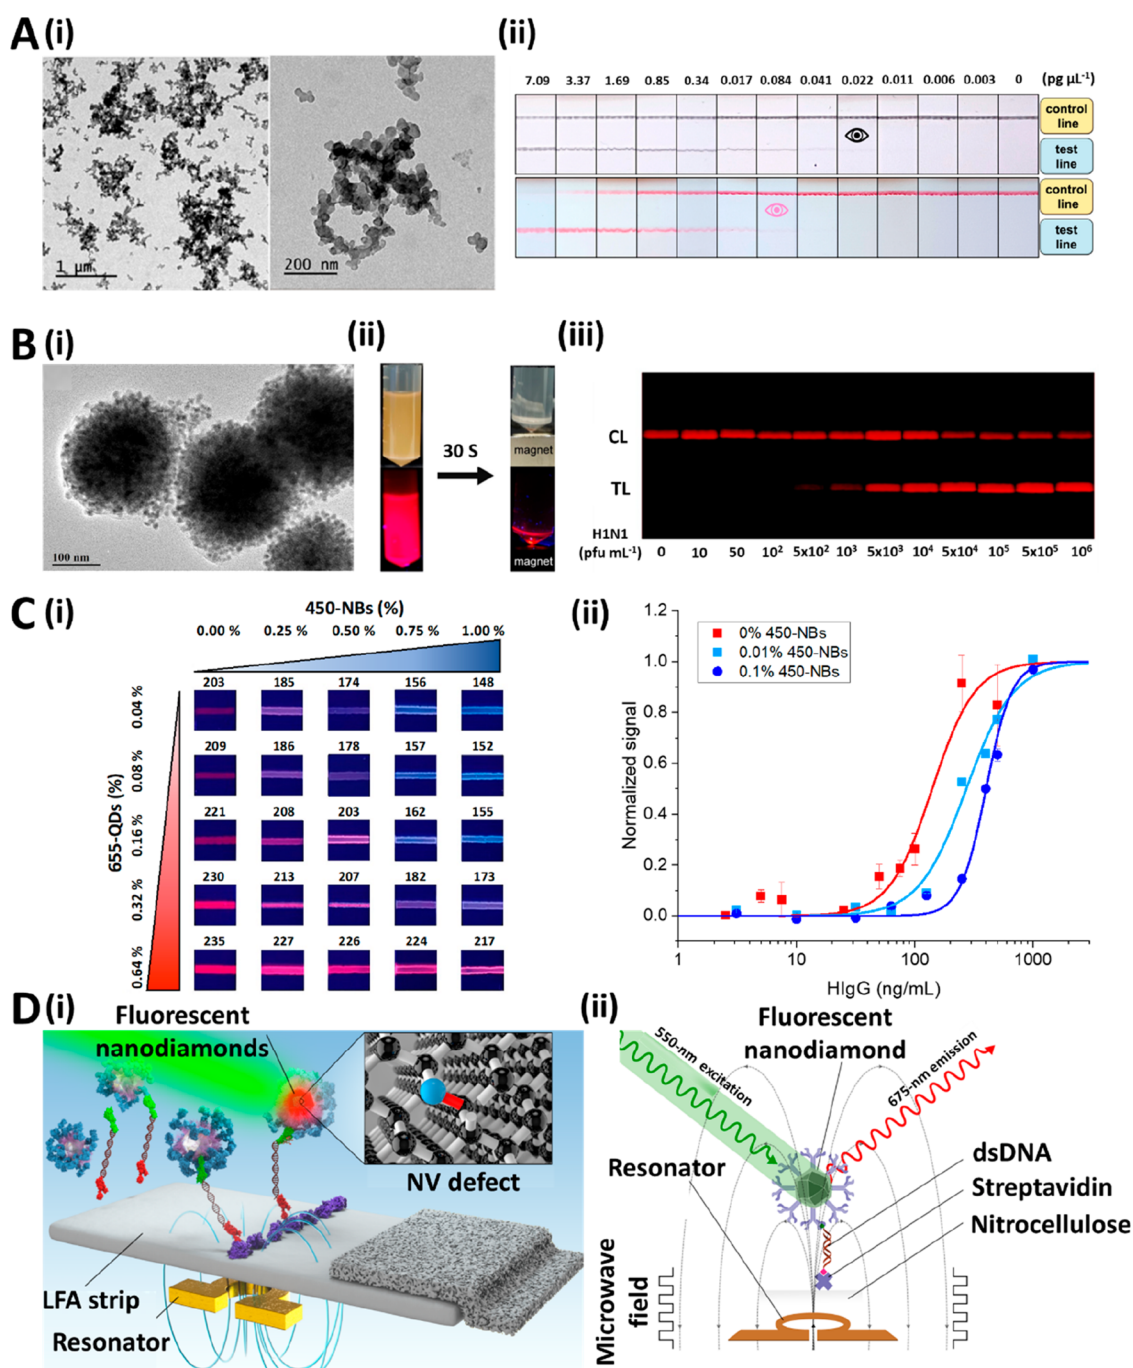 A (i)
1 µm
200 nm
(ii)
7.09 3.37 1.69 0.85 0.34 0.017 0.084 0.041 0.022 0.011 0.006 0.003 0 (pg µL⁻¹)
control
line
test
line
control
line
test
line
B (i)
100 nm
(ii)
30 S
magnet
magnet
(iii)
CL
TL
H1N1
(pfu mL⁻¹) 0 10 50 10² 5x10² 10³ 5x10³ 10⁴ 5x10⁴ 10⁵ 5x10⁵ 10⁶
C (i)
450-NBs (%)
0.00 % 0.25 % 0.50 % 0.75 % 1.00 %
655-QDs (%)
0.04 %
203 185 174 156 148
0.08 %
209 186 178 157 152
0.16 %
221 208 203 162 155
0.32 %
230 213 207 182 173
0.64 %
235 227 226 224 217
(ii)
Normalized signal
1.2
1.0
0.8
0.6
0.4
0.2
0.0
0% 450-NBs
0.01% 450-NBs
0.1% 450-NBs
1 10 100 1000
HIgG (ng/mL)
D (i)
Fluorescent
nanodiamonds
NV defect
LFA strip
Resonator
(ii)
Fluorescent
nanodiamond
550-nm excitation
675-nm emission
Resonator
dsDNA
Streptavidin
Nitrocellulose
Microwave
field